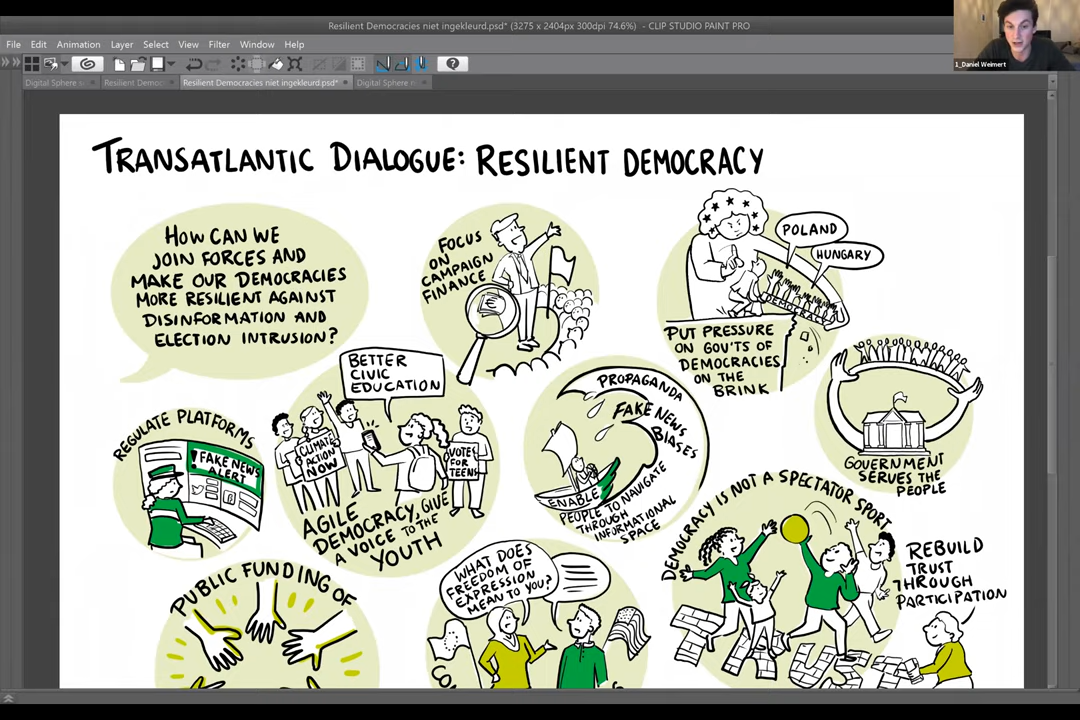 Resilient Democracies niet ingekleurd.psd* (3275 x 2404px 300dpi 74.6%) - CLIP STUDIO PAINT PRO
File Edit Animation Layer Select View Filter Window Help
Digital Sphere
Resilient Democ
Resilient Democracies niet ingekleurd.psd*
Digital Sphere
1_Daniel Weimert
TRANSATLANTIC DIALOGUE: RESILIENT DEMOCRACY
HOW CAN WE
JOIN FORCES AND
MAKE OUR DEMOCRACIES
MORE RESILIENT AGAINST
DISINFORMATION AND
ELECTION INTRUSION?
FOCUS
ON
CAMPAIGN
FINANCE
POLAND
HUNGARY
DEMOCRACY
PUT PRESSURE
ON GOV'TS OF
DEMOCRACIES
ON THE
BRINK
GOVERNMENT
SERVES THE
PEOPLE
REGULATE PLATFORMS
! FAKE NEWS
ALERT
BETTER
CIVIC
EDUCATION
CLIMATE
ACTION
NOW
VOTES
FOR
TEENS
AGILE
DEMOCRACY, GIVE
A VOICE TO THE
YOUTH
PROPAGANDA
FAKE NEWS
BIASES
ENABLE
PEOPLE TO NAVIGATE
THROUGH
INFORMATIONAL
SPACE
DEMOCRACY IS NOT A SPECTATOR SPORT
TRUST
REBUILD
TRUST
THROUGH
PARTICIPATION
PUBLIC FUNDING OF
WHAT DOES
FREEDOM OF
EXPRESSION
MEAN TO YOU?